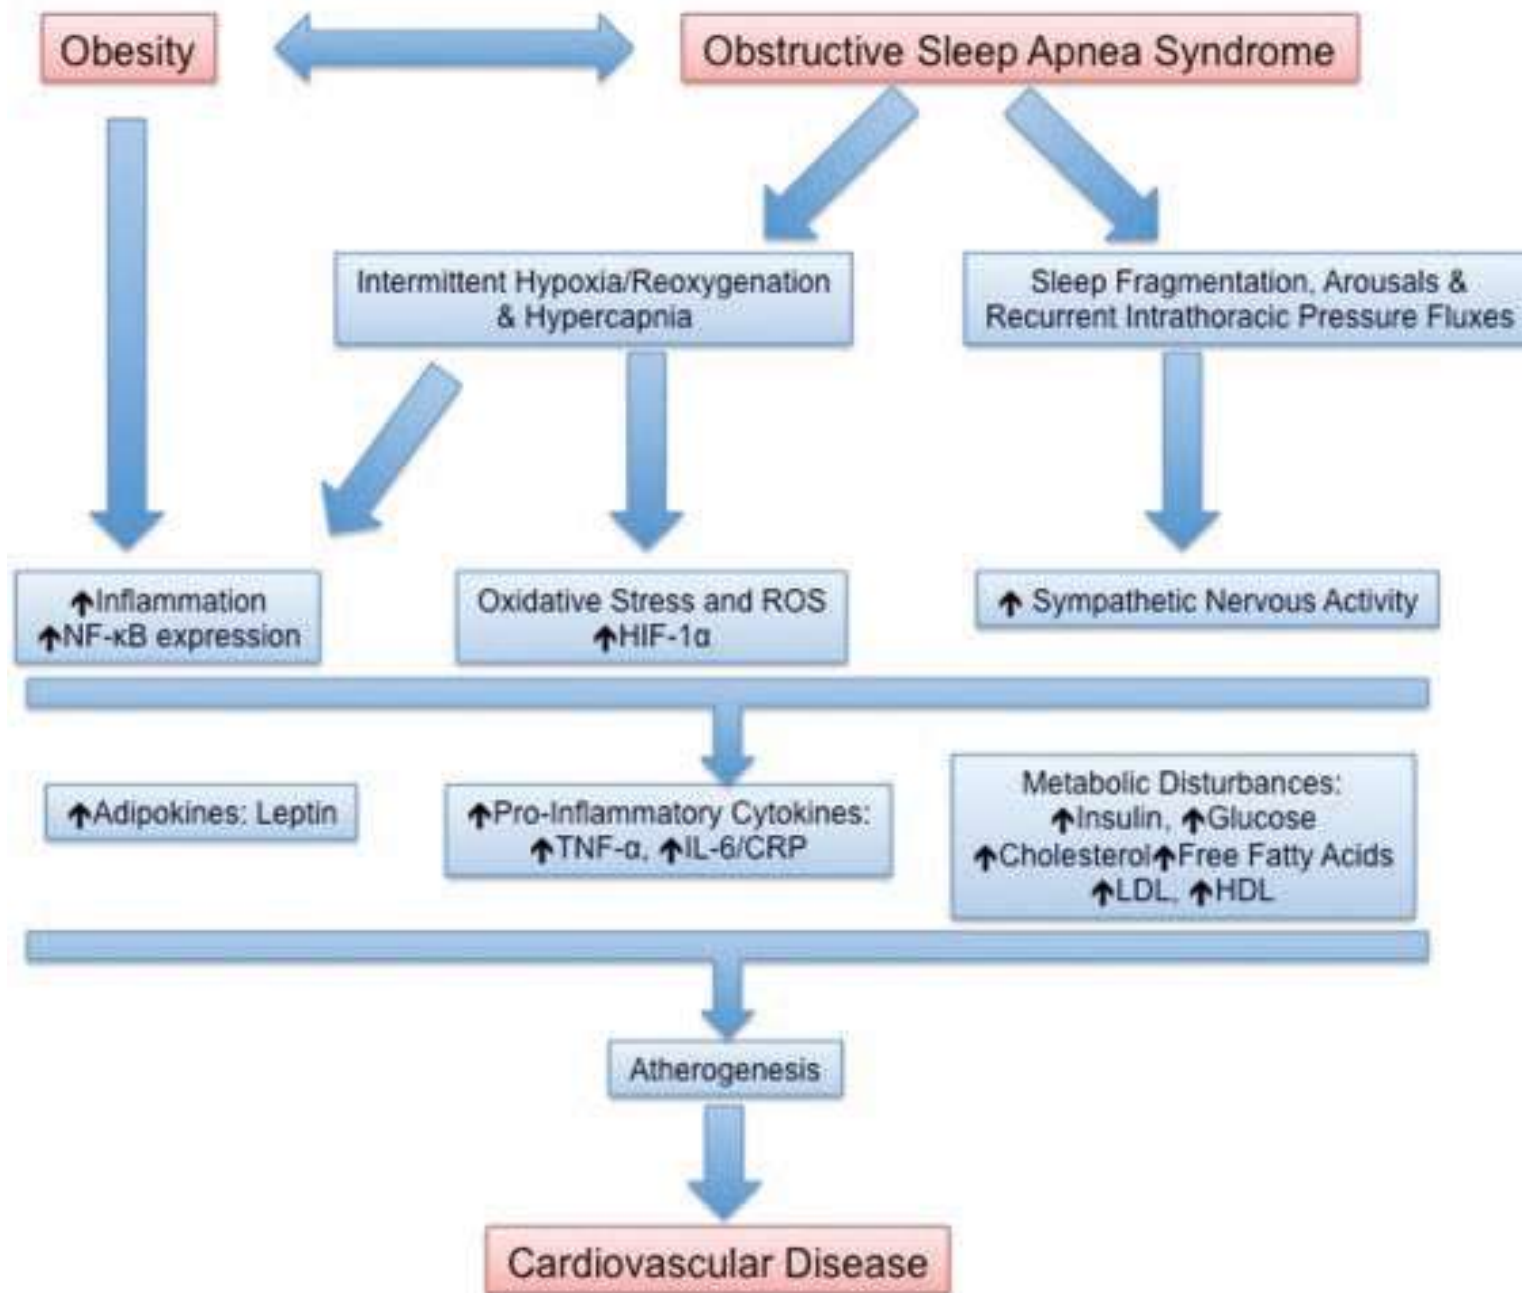 Obesity
Obstructive Sleep Apnea Syndrome
Intermittent Hypoxia/Reoxygenation
& Hypercapnia
Sleep Fragmentation, Arousals &
Recurrent Intrathoracic Pressure Fluxes
↑Inflammation
↑NF-κB expression
Oxidative Stress and ROS
↑HIF-1α
↑ Sympathetic Nervous Activity
↑Adipokines: Leptin
↑Pro-Inflammatory Cytokines:
↑TNF-α, ↑IL-6/CRP
Metabolic Disturbances:
↑Insulin, ↑Glucose
↑Cholesterol↑Free Fatty Acids
↑LDL, ↑HDL
Atherogenesis
Cardiovascular Disease